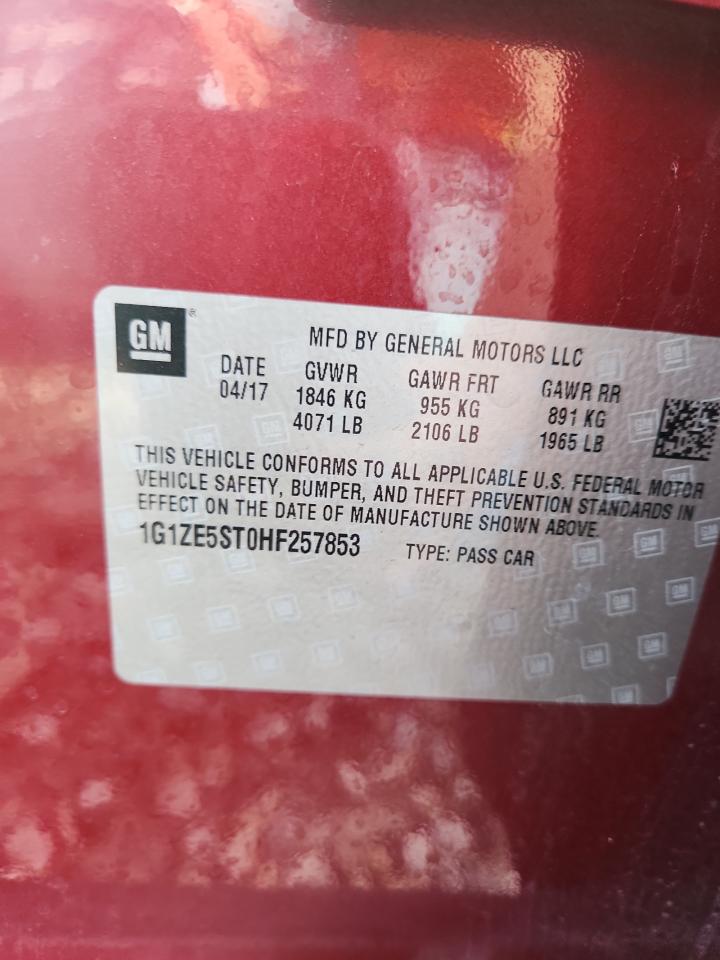 GM®
MFD BY GENERAL MOTORS LLC
DATE GVWR GAWR FRT GAWR RR
04/17 1846 KG 955 KG 891 KG
4071 LB 2106 LB 1965 LB
THIS VEHICLE CONFORMS TO ALL APPLICABLE U.S. FEDERAL MOTOR
VEHICLE SAFETY, BUMPER, AND THEFT PREVENTION STANDARDS IN
EFFECT ON THE DATE OF MANUFACTURE SHOWN ABOVE.
1G1ZE5ST0HF257853 TYPE: PASS CAR